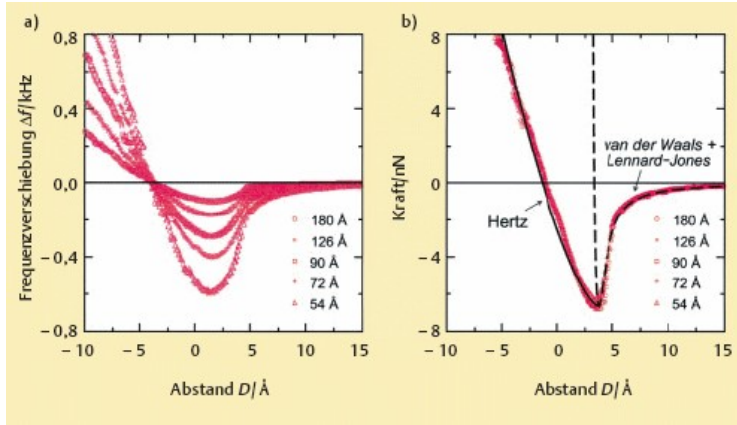 a)
Frequenzverschiebung Δf/kHz
0,8
0,4
0,0
– 0,4
– 0,8
180 Å
126 Å
90 Å
72 Å
54 Å
– 10
– 5
0
5
10
15
Abstand D/Å
b)
Kraft/nN
8
4
0
– 4
8
van der Waals +
Lennard-Jones
Hertz
180 Å
126 Å
90 Å
72 Å
54 Å
– 10
– 5
0
5
10
15
Abstand D/Å